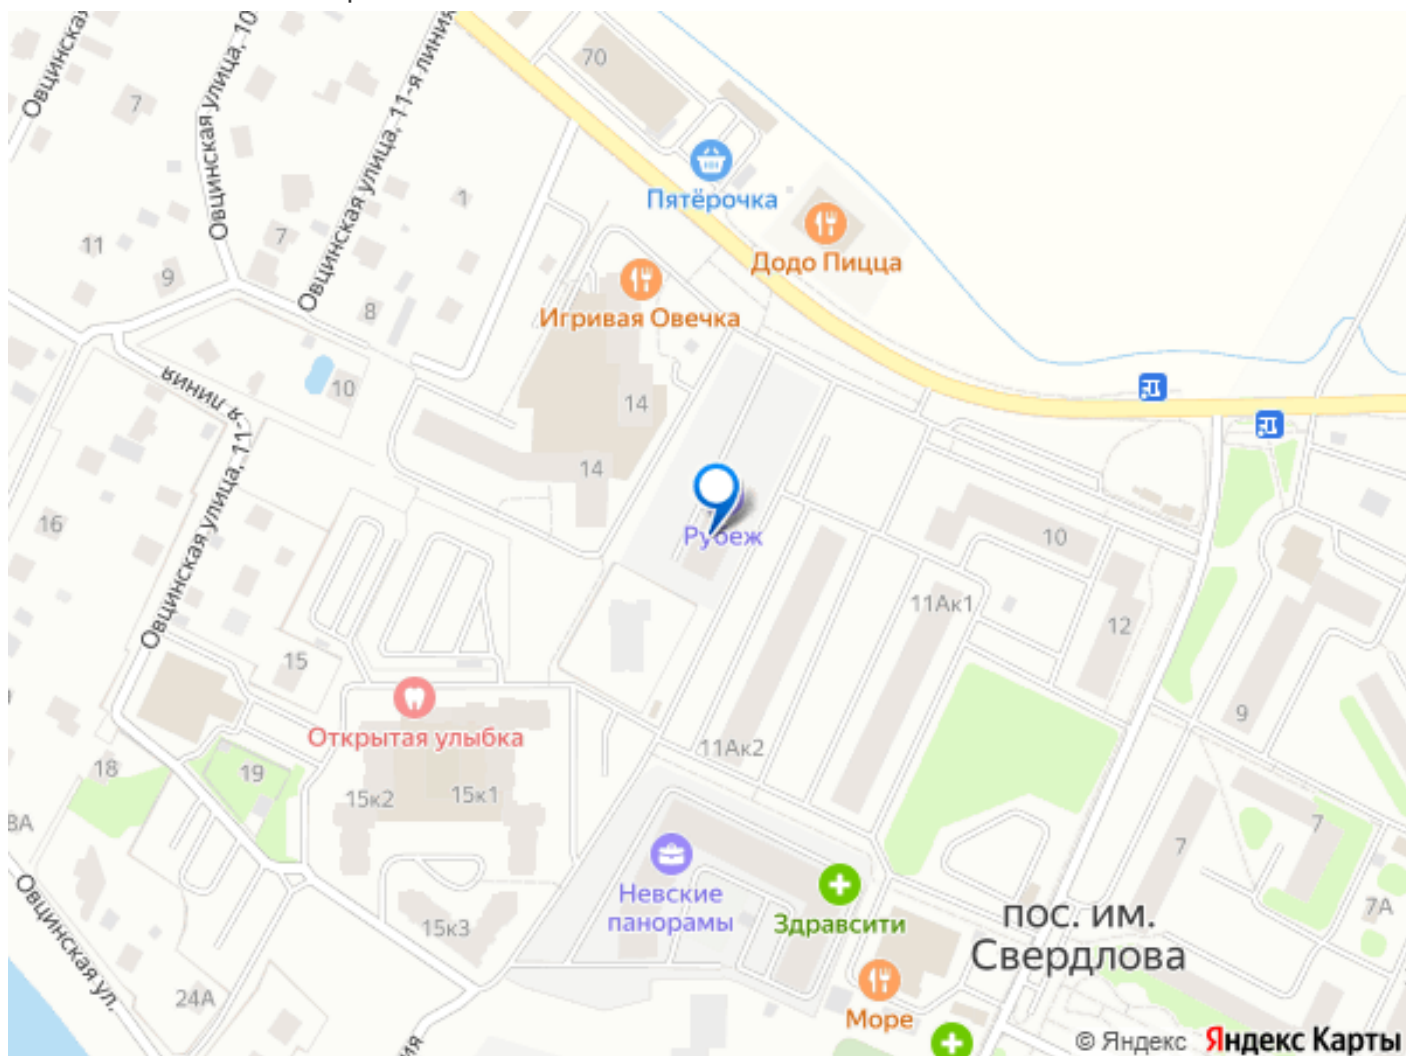 Овцинска
Овцинская улица, 10
Овцинская улица, 11-я линия
70
7
Пятёрочка
1
Додо Пицца
11
7
9
Игривая Овечка
8
10
14
14
Овцинская улица, 11-я линия
16
Рубеж
10
11Ак1
12
15
9
Открытая улыбка
11Ак2
18
19
15к2
15к1
8А
7
7
Невские
панорамы
Здравсити
7А
15к3
пос. им.
Свердлова
Овцинская ул.
24А
Море
© Яндекс Яндекс Карты